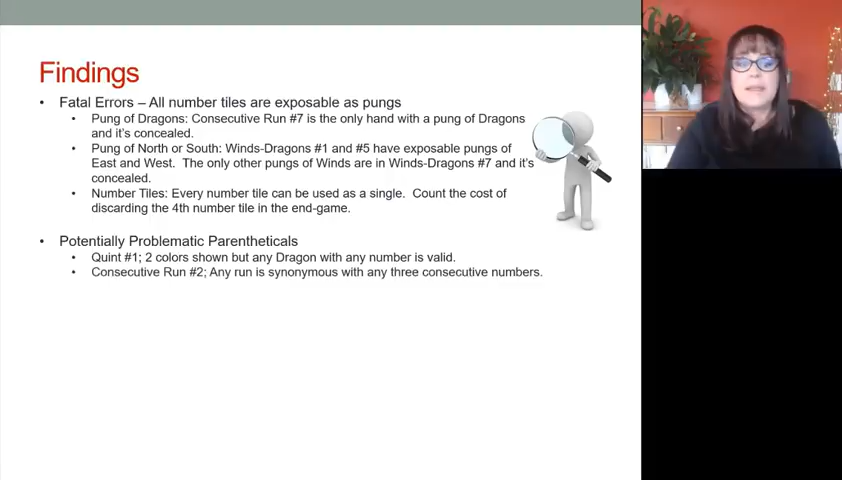 Findings
• Fatal Errors – All number tiles are exposable as pungs
• Pung of Dragons: Consecutive Run #7 is the only hand with a pung of Dragons
and it's concealed.
• Pung of North or South: Winds-Dragons #1 and #5 have exposable pungs of
East and West. The only other pungs of Winds are in Winds-Dragons #7 and it's
concealed.
• Number Tiles: Every number tile can be used as a single. Count the cost of
discarding the 4th number tile in the end-game.
• Potentially Problematic Parentheticals
• Quint #1; 2 colors shown but any Dragon with any number is valid.
• Consecutive Run #2; Any run is synonymous with any three consecutive numbers.